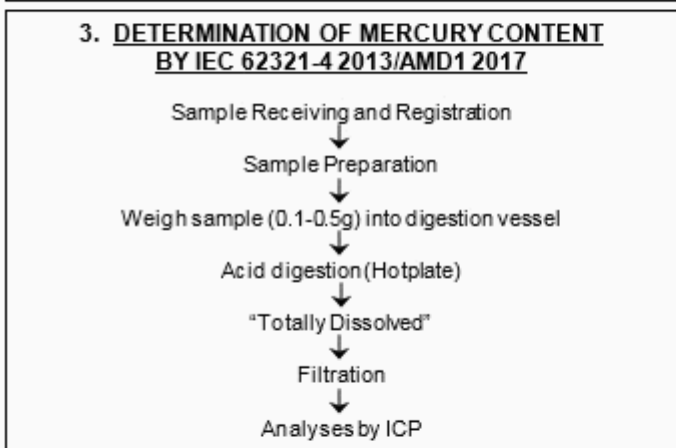 3. DETERMINATION OF MERCURY CONTENT
BY IEC 62321-4 2013/AMD1 2017
Sample Receiving and Registration
Sample Preparation
Weigh sample (0.1-0.5g) into digestion vessel
Acid digestion (Hotplate)
“Totally Dissolved”
Filtration
Analyses by ICP